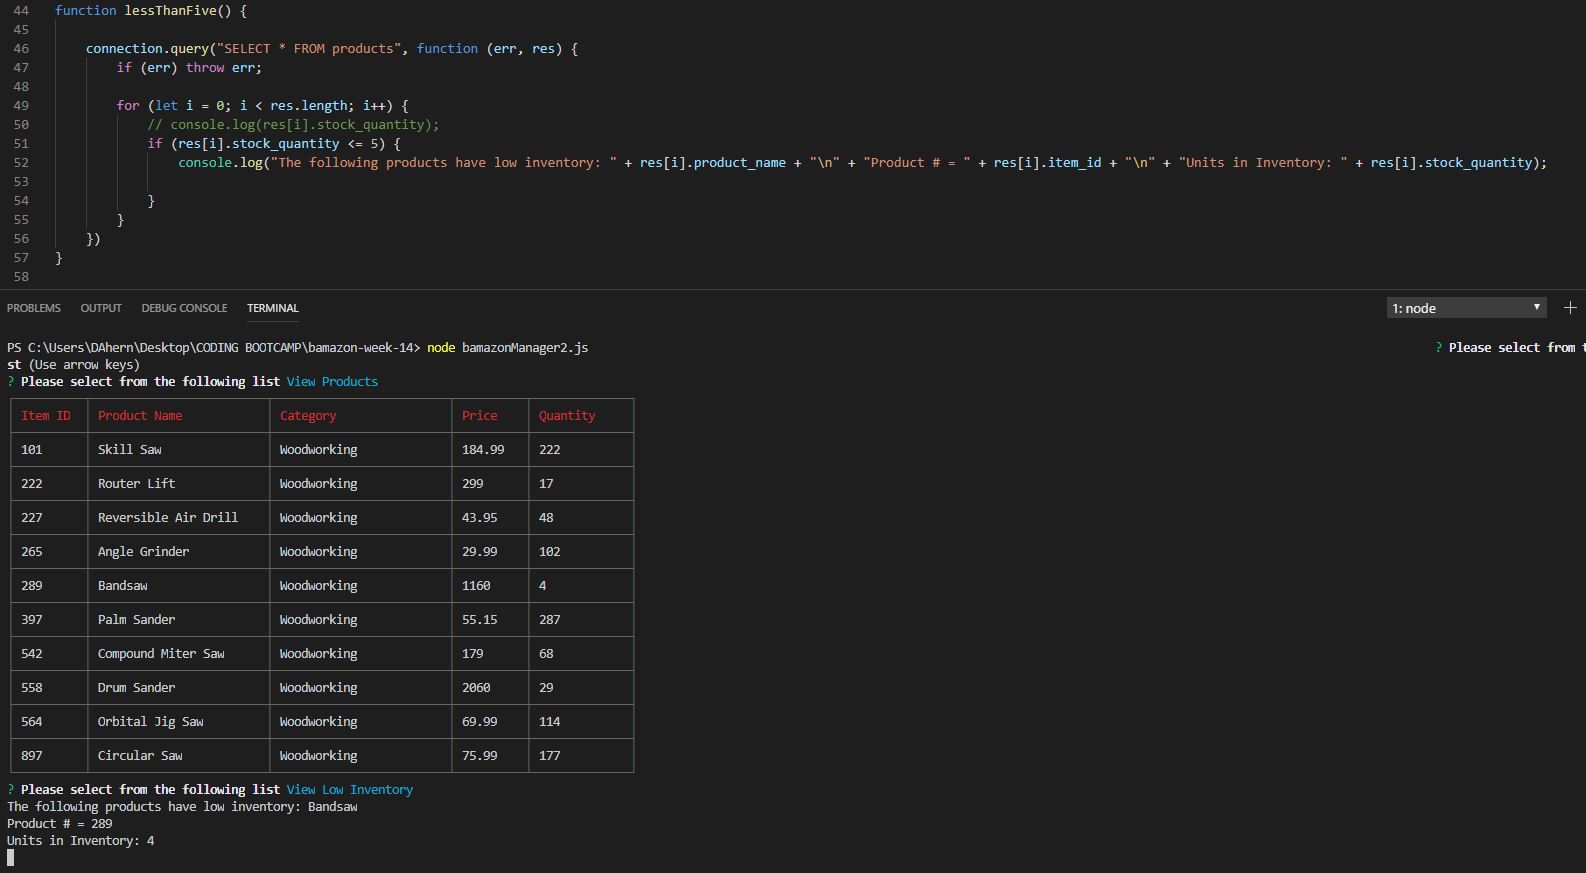 44 function lessThanFive() {
45
46 connection.query("SELECT * FROM products", function (err, res) {
47 if (err) throw err;
48
49 for (let i = 0; i < res.length; i++) {
50 // console.log(res[i].stock_quantity);
51 if (res[i].stock_quantity <= 5) {
52 console.log("The following products have low inventory: " + res[i].product_name + "\n" + "Product # = " + res[i].item_id + "\n" + "Units in Inventory: " + res[i].stock_quantity);
53
54 }
55 }
56 })
57 }
58
PROBLEMS OUTPUT DEBUG CONSOLE TERMINAL 1: node
PS C:\Users\DAhern\Desktop\CODING BOOTCAMP\bamazon-week-14> node bamazonManager2.js ? Please select from t
st (Use arrow keys)
? Please select from the following list View Products
Item ID Product Name Category Price Quantity
101 Skill Saw Woodworking 184.99 222
222 Router Lift Woodworking 299 17
227 Reversible Air Drill Woodworking 43.95 48
265 Angle Grinder Woodworking 29.99 102
289 Bandsaw Woodworking 1160 4
397 Palm Sander Woodworking 55.15 287
542 Compound Miter Saw Woodworking 179 68
558 Drum Sander Woodworking 2060 29
564 Orbital Jig Saw Woodworking 69.99 114
897 Circular Saw Woodworking 75.99 177
? Please select from the following list View Low Inventory
The following products have low inventory: Bandsaw
Product # = 289
Units in Inventory: 4